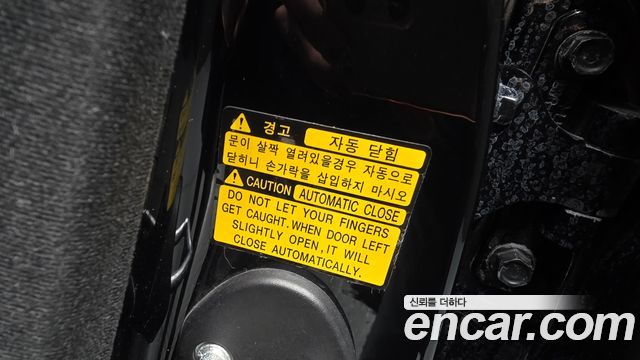 경고 자동 닫힘
문이 살짝 열려있을경우 자동으로
닫히니 손가락을 삽입하지 마시오
CAUTION AUTOMATIC CLOSE
DO NOT LET YOUR FINGERS
GET CAUGHT.WHEN DOOR LEFT
SLIGHTLY OPEN,IT WILL
CLOSE AUTOMATICALLY.
신뢰를 더하다
encar.com